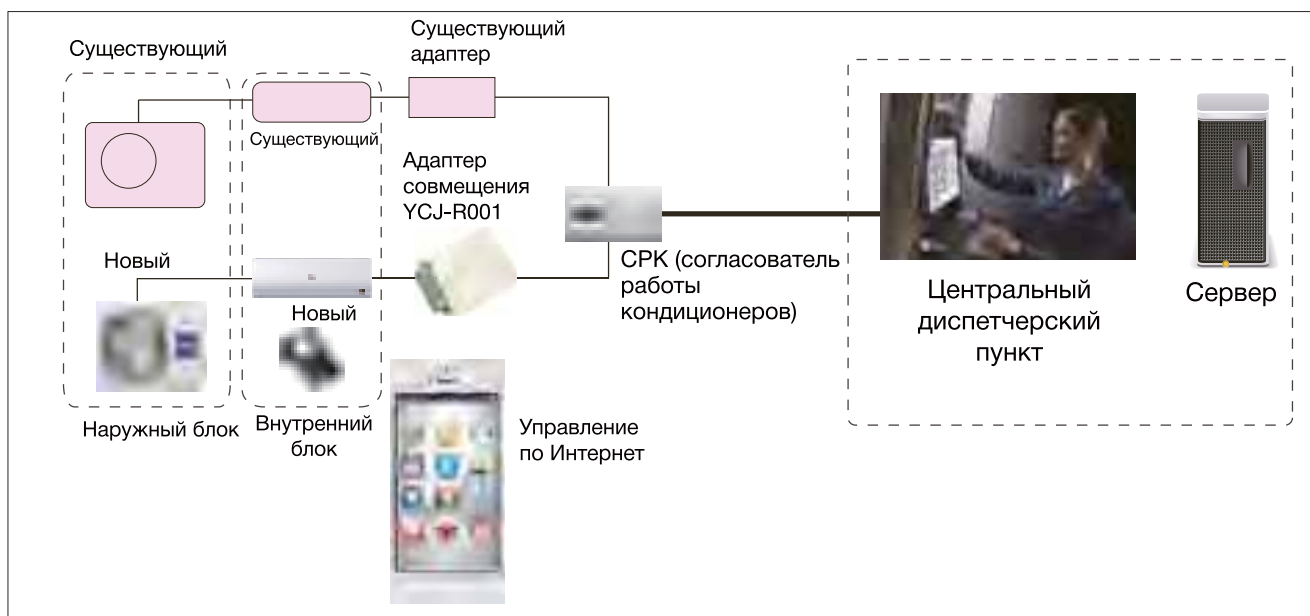 Существующий
Существующий
адаптер
Существующий
Адаптер
совмещения
YCJ-R001
Новый
Новый
СРК (согласователь
работы
кондиционеров)
Центральный
диспетчерский
пункт
Сервер
Наружный блок
Внутренний
блок
Управление
по Интернет